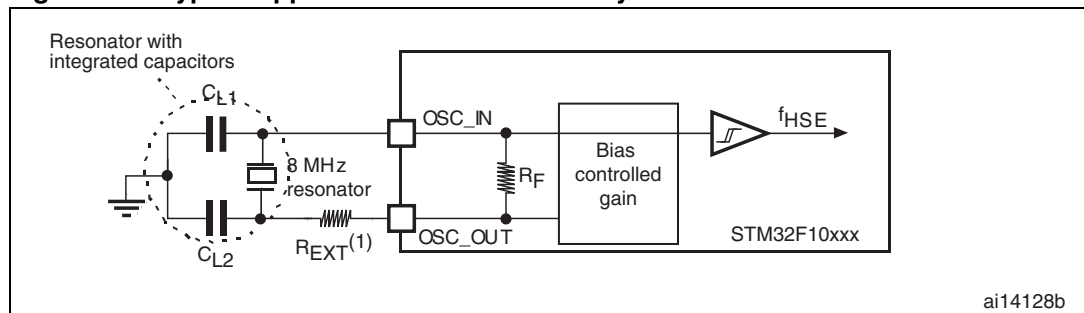 Resonator with
integrated capacitors
CL1
OSC_IN
fHSE
8 MHz
resonator
RF
Bias
controlled
gain
REXT(1)
OSC_OUT
STM32F10xxx
CL2
ai14128b